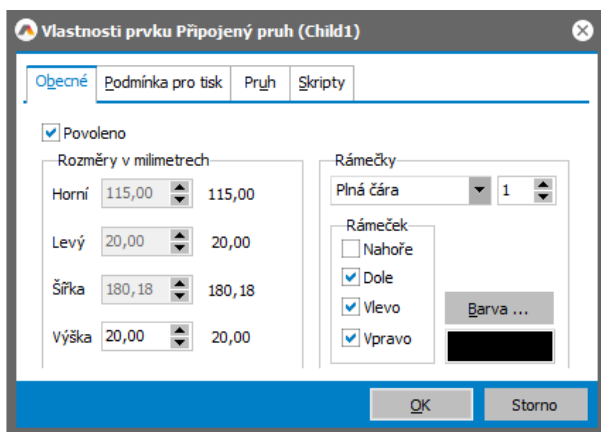 Vlastnosti prvku Připojený pruh (Child1)
Obecné Podmínka pro tisk Pruh Skripty
Povoleno
Rozměry v milimetrech
Horní 115,00 115,00
Levý 20,00 20,00
Šířka 180,18 180,18
Výška 20,00 20,00
Rámečky
Plná čára 1
Rámeček
Nahoře
Dole
Vlevo
Vpravo
Barva ...
OK Storno